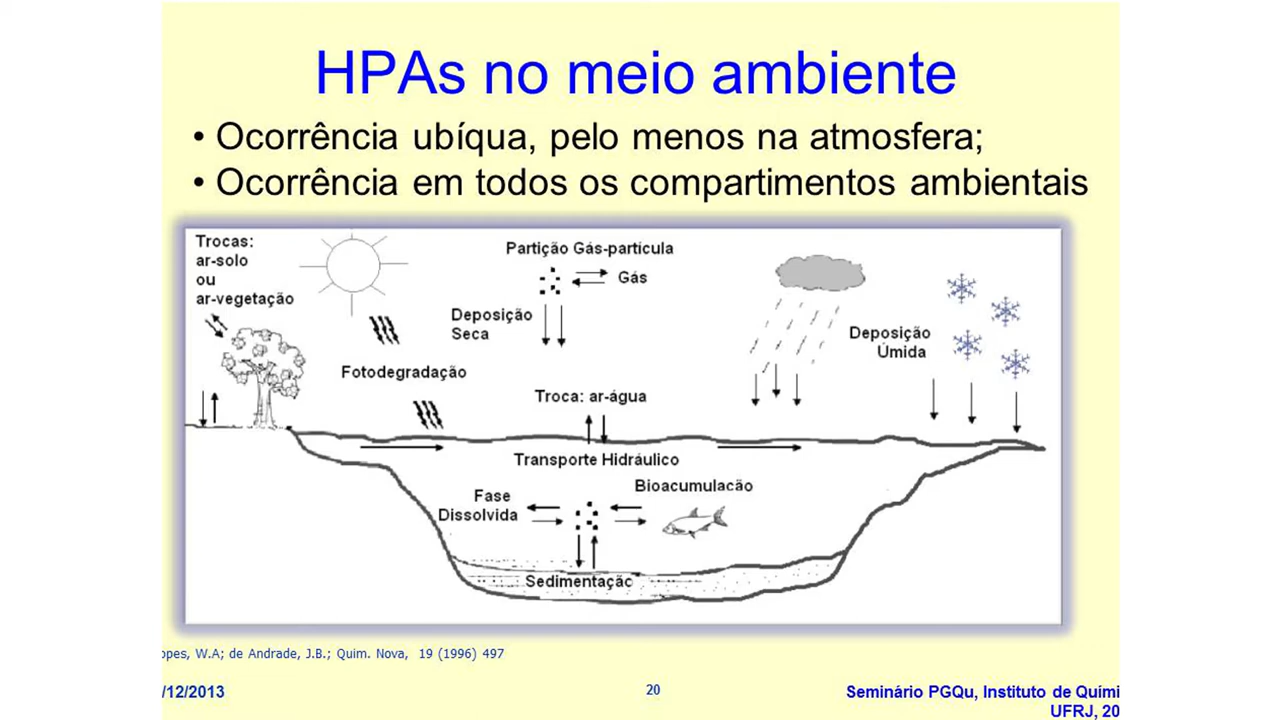 HPAs no meio ambiente
• Ocorrência ubíqua, pelo menos na atmosfera;
• Ocorrência em todos os compartimentos ambientais
Trocas:
ar-solo
ou
ar-vegetação
Partição Gás-partícula
Gás
Deposição
Seca
Fotodegradação
Deposição
Úmida
Troca: ar-água
Transporte Hidráulico
Bioacumulação
Fase
Dissolvida
Sedimentação
opes, W.A; de Andrade, J.B.; Quim. Nova, 19 (1996) 497
/12/2013
20
Seminário PGQu, Instituto de Quími
UFRJ, 20